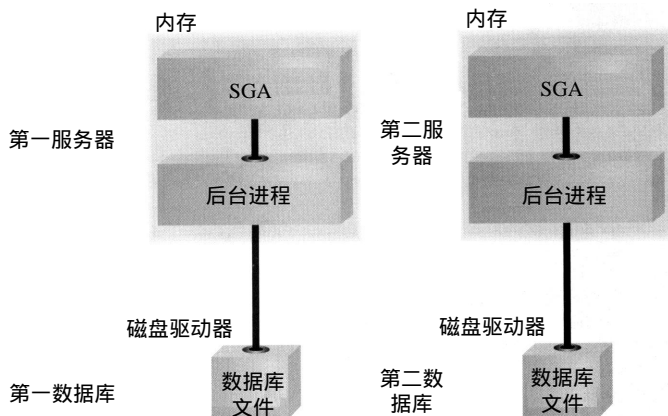 内存
SGA
第一服务器
后台进程
磁盘驱动器
第一数据库
数据库
文件
内存
SGA
第二服
务器
后台进程
磁盘驱动器
第二数
据库
数据库
文件